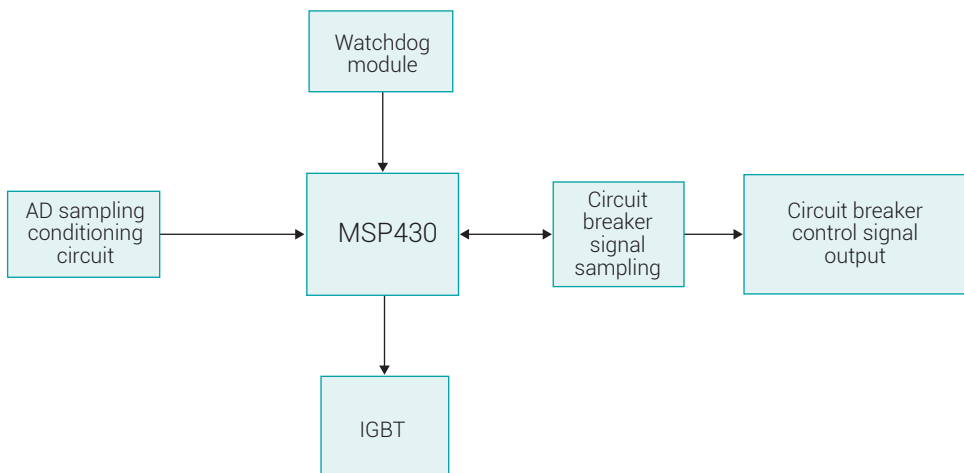 Watchdog
module
AD sampling
conditioning
circuit
MSP430
Circuit
breaker
signal
sampling
Circuit breaker
control signal
output
IGBT